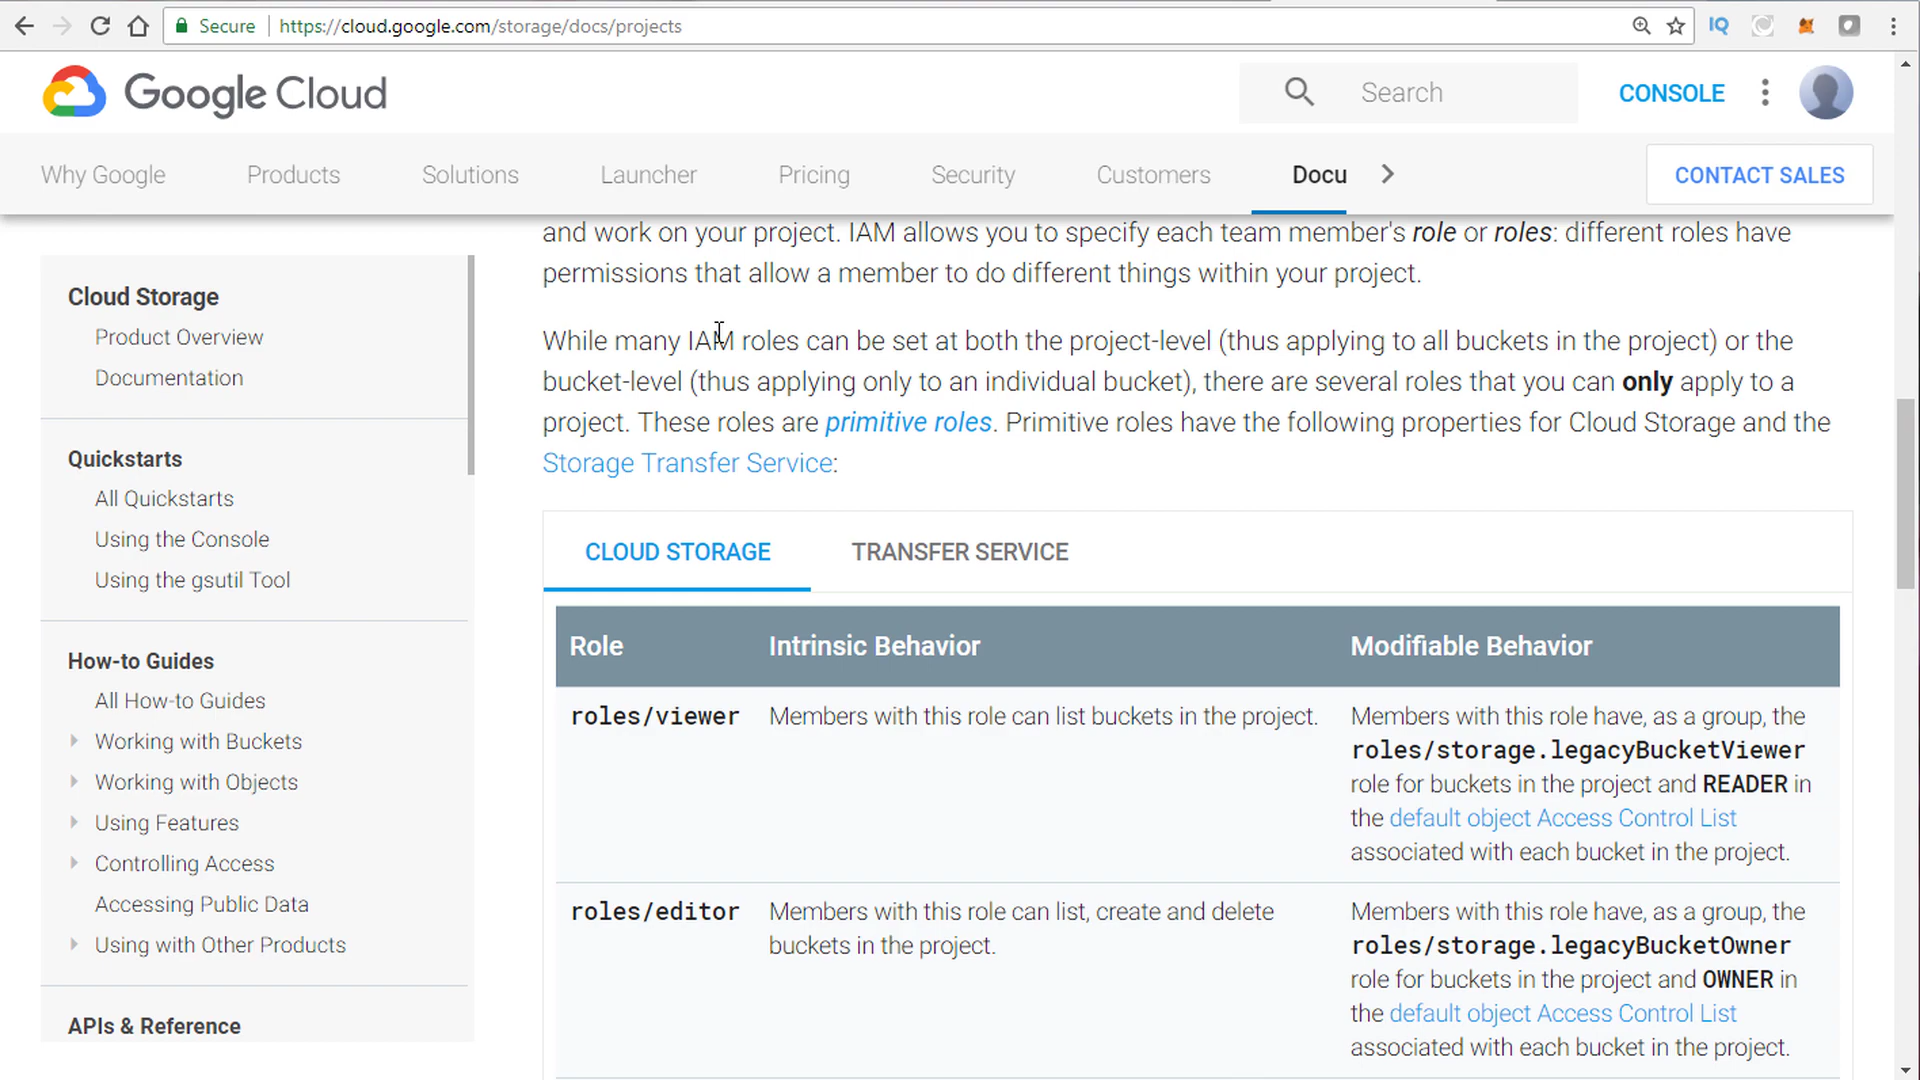 Secure https://cloud.google.com/storage/docs/projects
IQ
Google Cloud
Search
CONSOLE
Why Google
Products
Solutions
Launcher
Pricing
Security
Customers
Docu
CONTACT SALES
Cloud Storage
Product Overview
Documentation
Quickstarts
All Quickstarts
Using the Console
Using the gsutil Tool
How-to Guides
All How-to Guides
Working with Buckets
Working with Objects
Using Features
Controlling Access
Accessing Public Data
Using with Other Products
APIs & Reference
and work on your project. IAM allows you to specify each team member's role or roles: different roles have
permissions that allow a member to do different things within your project.
While many IAM roles can be set at both the project-level (thus applying to all buckets in the project) or the
bucket-level (thus applying only to an individual bucket), there are several roles that you can only apply to a
project. These roles are primitive roles. Primitive roles have the following properties for Cloud Storage and the
Storage Transfer Service:
CLOUD STORAGE
TRANSFER SERVICE
Role
Intrinsic Behavior
Modifiable Behavior
roles/viewer
Members with this role can list buckets in the project.
Members with this role have, as a group, the
roles/storage.legacyBucketViewer
role for buckets in the project and READER in
the default object Access Control List
associated with each bucket in the project.
roles/editor
Members with this role can list, create and delete
buckets in the project.
Members with this role have, as a group, the
roles/storage.legacyBucketOwner
role for buckets in the project and OWNER in
the default object Access Control List
associated with each bucket in the project.